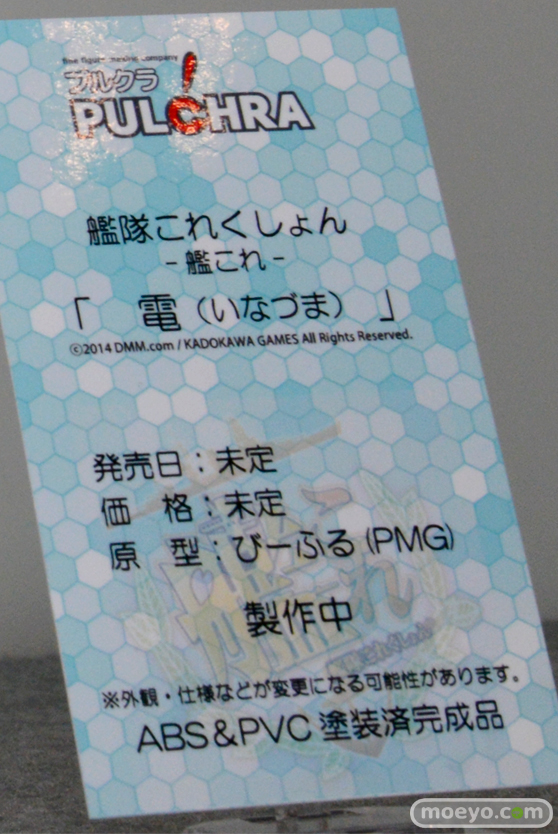 fine figure making company
プルクラ
PULCHRA
艦隊これくしょん
-艦これ-
「 電（いなづま） 」
©2014 DMM.com / KADOKAWA GAMES All Rights Reserved.
発売日：未定
価　格：未定
原　型：びーふる (PMG)
製作中
※外観・仕様などが変更になる可能性があります。
ABS＆PVC 塗装済完成品
moeyo.com